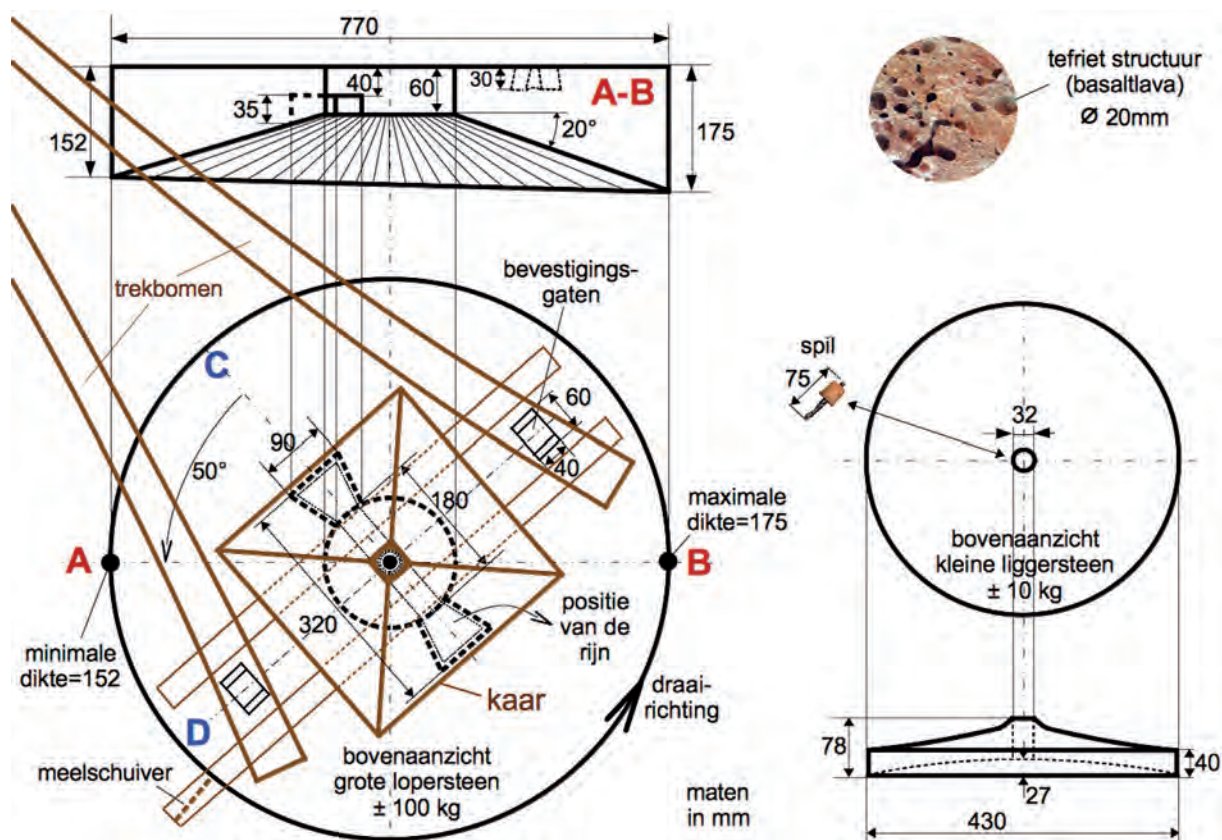 770
40
60
30
A-B
35
20°
152
175
tefriet structuur
(basaltlava)
Ø 20mm
trekbomen
bevestigings-
gaten
C
60
90
40
50°
180
maximale
dikte=175
A
B
320
positie
van de
rijn
minimale
dikte=152
kaar
draai-
richting
D
meelschuiver
bovenaanzicht
grote lopersteen
± 100 kg
maten
in mm
spil
75
32
bovenaanzicht
kleine liggersteen
± 10 kg
78
40
27
430